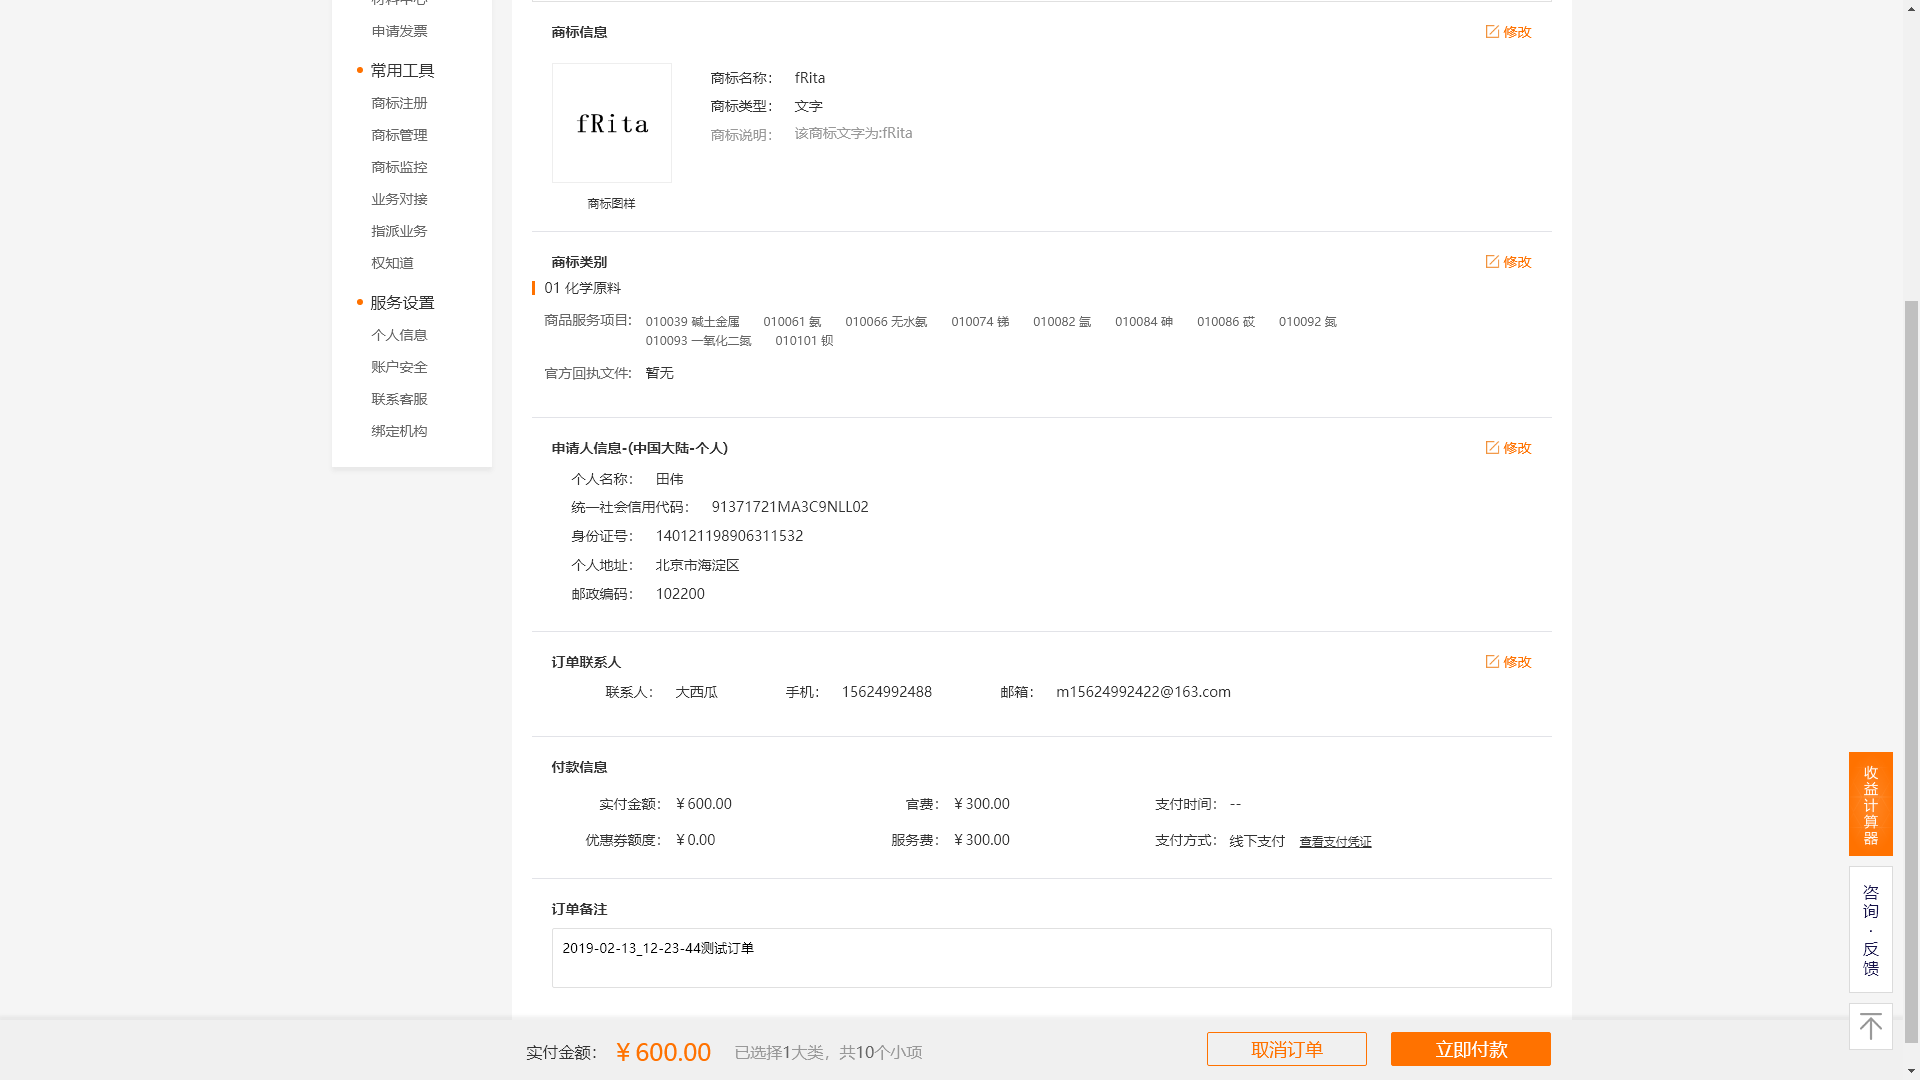 申请发票
常用工具
商标注册
商标管理
商标监控
业务对接
指派业务
权知道
服务设置
个人信息
账户安全
联系客服
绑定机构
商标信息
修改
fRita
商标图样
商标名称： fRita
商标类型： 文字
商标说明： 该商标文字为:fRita
商标类别
修改
01 化学原料
商品服务项目: 010039 碱土金属 010061 氨 010066 无水氨 010074 锑 010082 氩 010084 砷 010086 砹 010092 氮
010093 一氧化二氮 010101 钡
官方回执文件: 暂无
申请人信息-(中国大陆-个人)
修改
个人名称： 田伟
统一社会信用代码： 91371721MA3C9NLL02
身份证号： 140121198906311532
个人地址： 北京市海淀区
邮政编码： 102200
订单联系人
修改
联系人： 大西瓜 手机： 15624992488 邮箱： m15624992422@163.com
付款信息
实付金额： ￥600.00 官费： ￥300.00 支付时间： --
优惠券额度： ￥0.00 服务费： ￥300.00 支付方式： 线下支付 查看支付凭证
订单备注
2019-02-13_12-23-44测试订单
实付金额： ￥600.00 已选择1大类，共10个小项
取消订单
立即付款
收益计算器
咨询·反馈